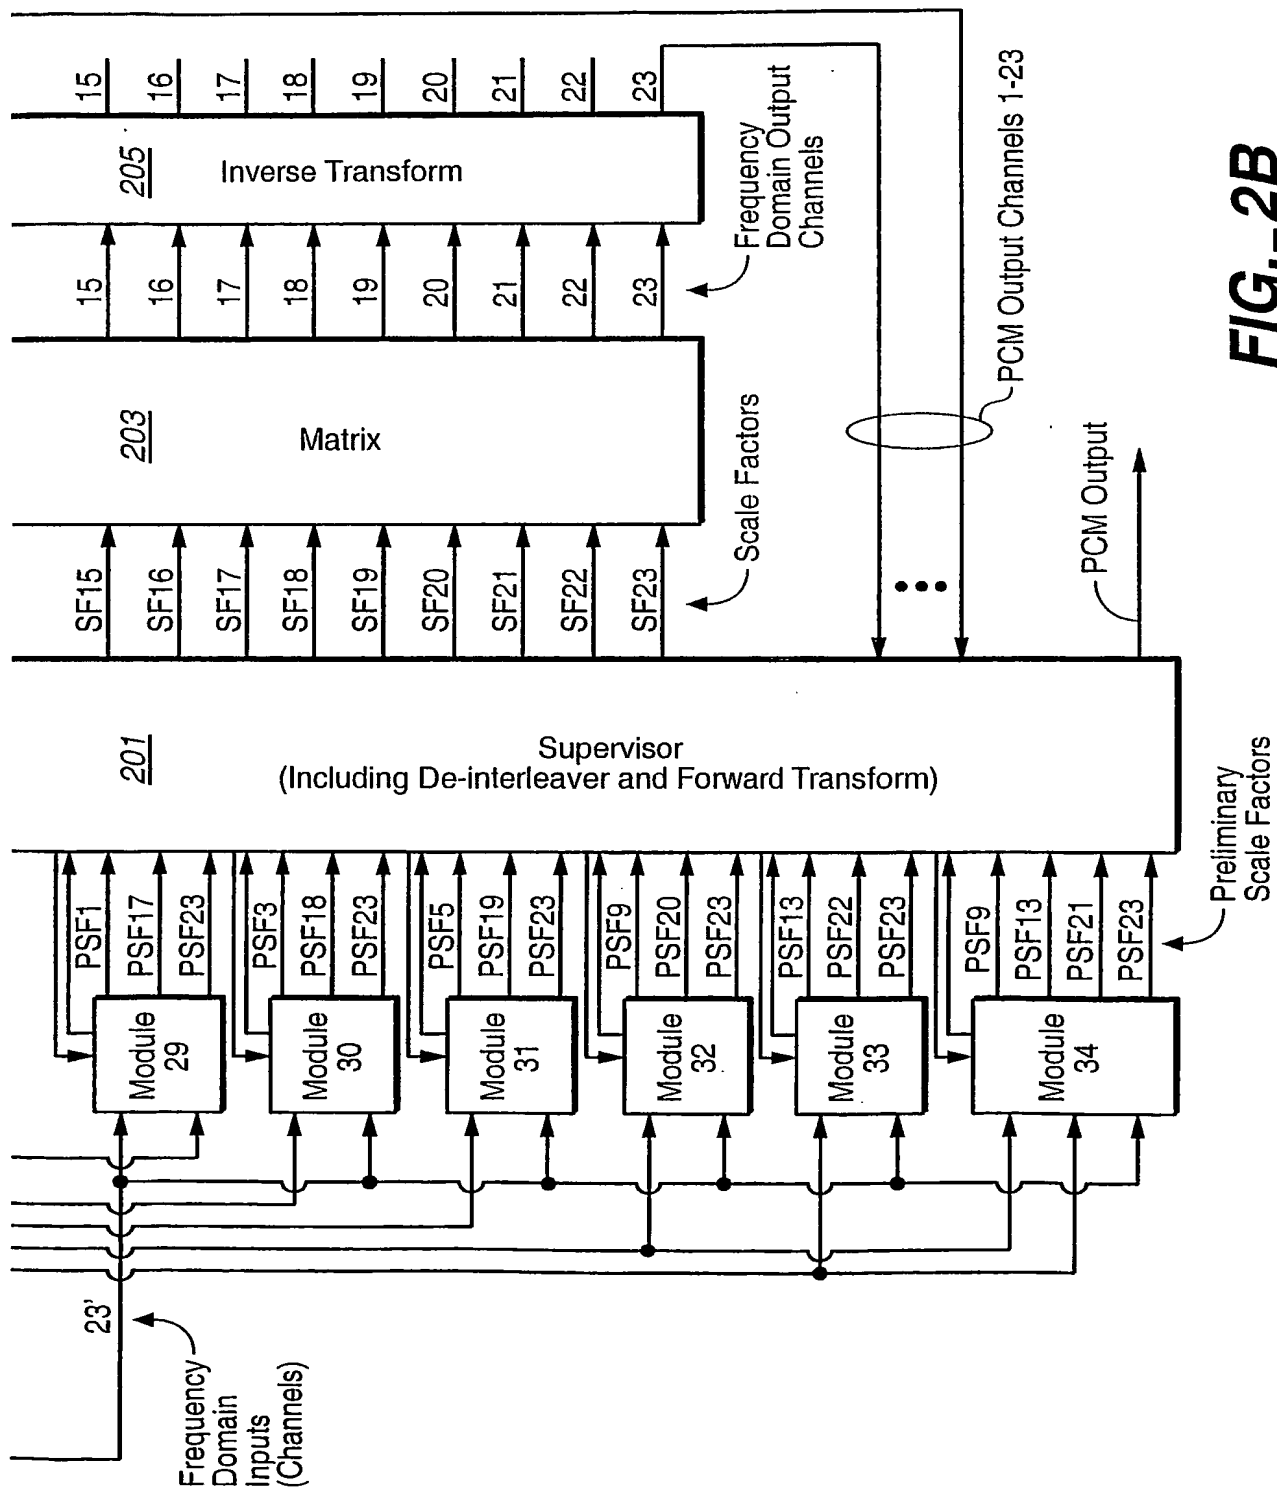 15
16
17
18
19
20
21
22
23
205
Inverse Transform
15
16
17
18
19
20
21
22
23
Frequency
Domain Output
Channels
203
Matrix
PCM Output Channels 1-23
SF15
SF16
SF17
SF18
SF19
SF20
SF21
SF22
SF23
Scale Factors
PCM Output
201
Supervisor
(Including De-interleaver and Forward Transform)
PSF1
PSF17
PSF23
PSF3
PSF18
PSF23
PSF5
PSF19
PSF23
PSF9
PSF20
PSF23
PSF13
PSF22
PSF23
PSF9
PSF13
PSF21
PSF23
Preliminary
Scale Factors
Module
29
Module
30
Module
31
Module
32
Module
33
Module
34
23'
Frequency
Domain
Inputs
(Channels)
FIG._2B